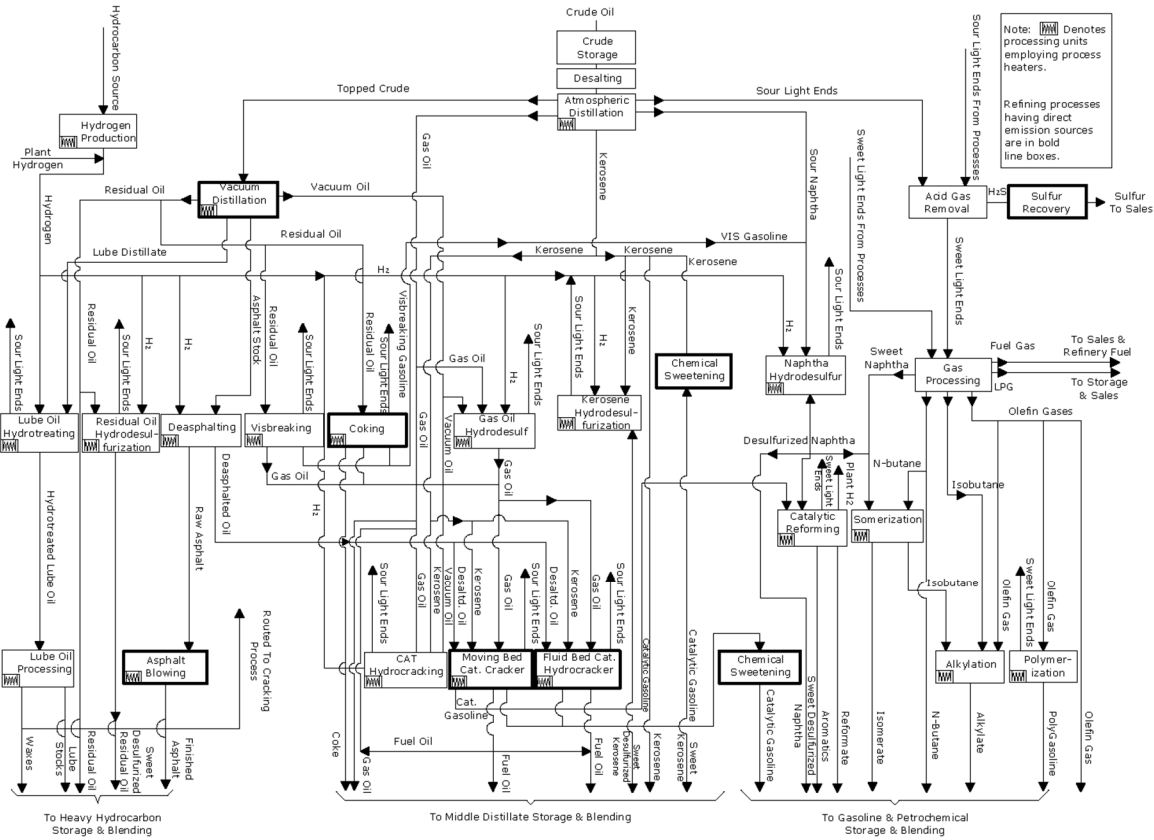 Crude Oil
Crude
Storage
Desalting
Atmospheric
Distillation
Hydrocarbon Source
Sour Light Ends From Processes
Note: Denotes
processing units
employing process
heaters.
Refining processes
having direct
emission sources
are in bold
line boxes.
Topped Crude
Sour Light Ends
Hydrogen
Production
Plant
Hydrogen
Gas Oil
Kerosene
Sour Naphtha
Sweet Light Ends From Processes
Residual Oil
Vacuum
Distillation
Vacuum Oil
Acid Gas
Removal
H2S
Sulfur
Recovery
Sulfur
To Sales
Hydrogen
Lube Distillate
Residual Oil
VIS Gasoline
Kerosene
Kerosene
Kerosene
Sweet Light Ends
H2
Visbreaking Gasoline
Sour Light Ends
Sour Light Ends
Residual Oil
Sour Light Ends
H2
H2
Asphalt Stock
Residual Oil
Sour Light Ends
Residual Oil
Sour Light Ends
Gas Oil
H2
Sour Light Ends
Sour Light Ends
H2
Kerosene
H2
Chemical
Sweetening
Naphtha
Hydrodesulfur
Sweet
Naphtha
Gas
Processing
Fuel Gas
LPG
To Sales &
Refinery Fuel
To Storage
& Sales
Olefin Gases
Lube Oil
Hydrotreating
Residual Oil
Hydrodesul-
furization
Deasphalting
Visbreaking
Coking
Gas Oil
Vacuum Oil
Gas Oil
Hydrodesulf
Kerosene
Hydrodesul-
furization
Desulfurized Naphtha
Sweet Light
Ends
Plant H2
N-butane
Isobutane
Gas Oil
Gas Oil
Hydrotreated Lube Oil
Raw Asphalt
Deasphalted Oil
H2
Catalytic
Reforming
Somerization
Sour Light Ends
Gas Oil
Kerosene
Vacuum Oil
Desaltd. Oil
Kerosene
Gas Oil
Sour Light Ends
Desaltd. Oil
Kerosene
Gas Oil
Sour Light Ends
Catalytic Gasoline
Catalytic Gasoline
Isobutane
Olefin Gas
Sweet Light Ends
Olefin Gas
Lube Oil
Processing
Asphalt
Blowing
Routed To Cracking
Process
CAT
Hydrocracking
Moving Bed
Cat. Cracker
Fluid Bed Cat.
Hydrocracker
Chemical
Sweetening
Alkylation
Polymer-
ization
Cat.
Gasoline
Fuel Oil
Waxes
Lube
Stocks
Residual Oil
Sweet
Desulfurized
Residual Oil
Finished
Asphalt
Coke
Gas Oil
Fuel Oil
Fuel Oil
Sweet
Desulfurized
Kerosene
Kerosene
Sweet
Kerosene
Catalytic Gasoline
Sweet Desulfurized
Naphtha
Aromatics
Reformate
Isomerate
N-Butane
Alkylate
PolyGasoline
Olefin Gas
To Heavy Hydrocarbon
Storage & Blending
To Middle Distillate Storage & Blending
To Gasoline & Petrochemical
Storage & Blending